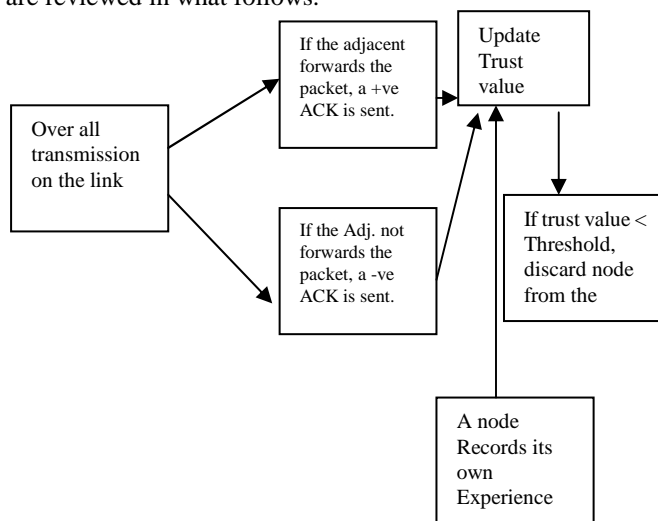 are reviewed in what follows.
If the adjacent
forwards the
packet, a +ve
ACK is sent.
Update
Trust
value
Over all
transmission
on the link
If the Adj. not
forwards the
packet, a -ve
ACK is sent.
If trust value <
Threshold,
discard node
from the
A node
Records its
own
Experience